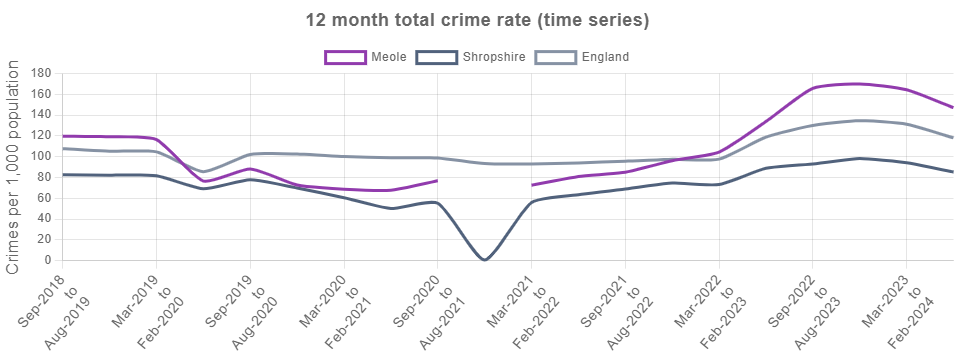 12 month total crime rate (time series)
Meole Shropshire England
Crimes per 1,000 population
180
160
140
120
100
80
60
40
20
0
Sep-2018 to Aug-2019
Mar-2019 to Feb-2020
Sep-2019 to Aug-2020
Mar-2020 to Feb-2021
Sep-2020 to Aug-2021
Mar-2021 to Feb-2022
Sep-2021 to Aug-2022
Mar-2022 to Feb-2023
Sep-2022 to Aug-2023
Mar-2023 to Feb-2024